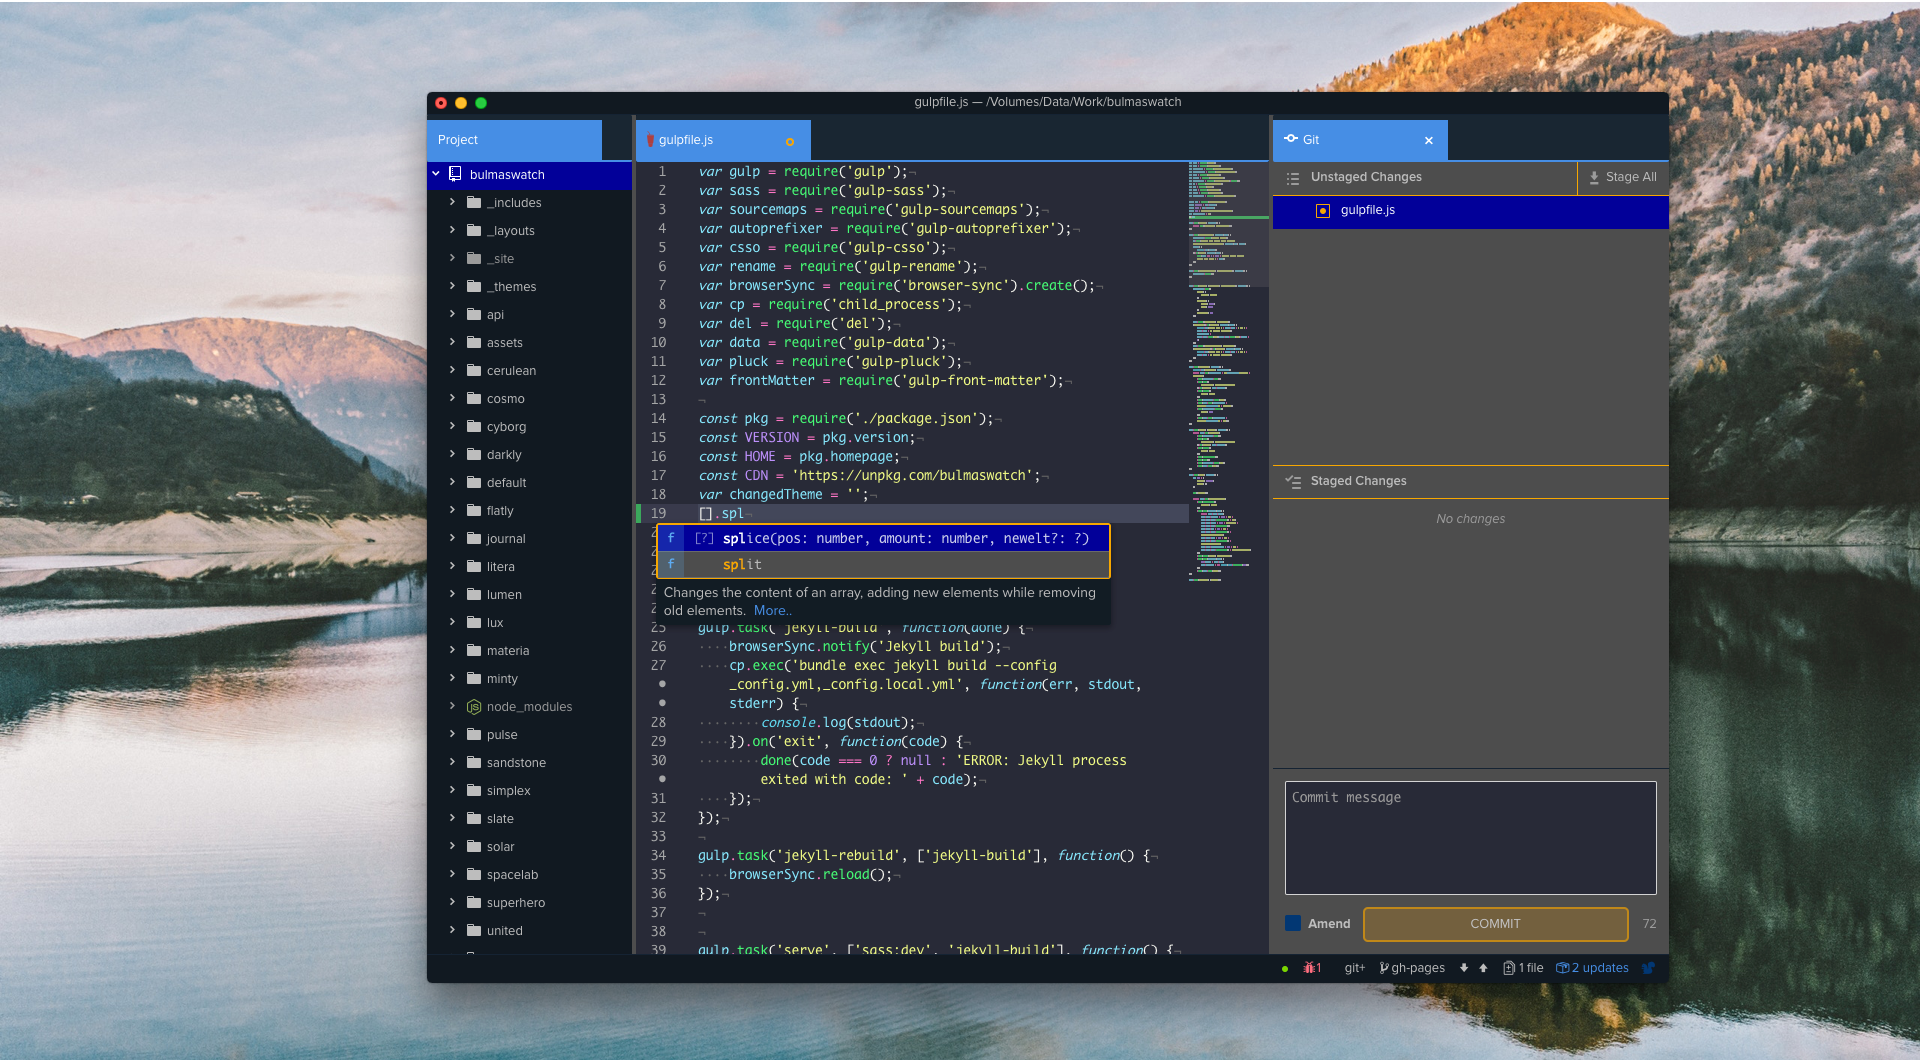 gulpfile.js — /Volumes/Data/Work/bulmaswatch
Project
bulmaswatch
_includes
_layouts
_site
_themes
api
assets
cerulean
cosmo
cyborg
darkly
default
flatly
journal
litera
lumen
lux
materia
minty
node_modules
pulse
sandstone
simplex
slate
solar
spacelab
superhero
united
gulpfile.js
1 var gulp = require('gulp');¬
2 var sass = require('gulp-sass');¬
3 var sourcemaps = require('gulp-sourcemaps');¬
4 var autoprefixer = require('gulp-autoprefixer');¬
5 var csso = require('gulp-csso');¬
6 var rename = require('gulp-rename');¬
7 var browserSync = require('browser-sync').create();¬
8 var cp = require('child_process');¬
9 var del = require('del');¬
10 var data = require('gulp-data');¬
11 var pluck = require('gulp-pluck');¬
12 var frontMatter = require('gulp-front-matter');¬
13 ¬
14 const pkg = require('./package.json');¬
15 const VERSION = pkg.version;¬
16 const HOME = pkg.homepage;¬
17 const CDN = 'https://unpkg.com/bulmaswatch';¬
18 var changedTheme = '';¬
19 [].spl¬
f [?] splice(pos: number, amount: number, newelt?: ?)
f split
Changes the content of an array, adding new elements while removing
old elements. More..
25 gulp.task('jekyll-build', function(done) {¬
26 ····browserSync.notify('Jekyll build');¬
27 ····cp.exec('bundle exec jekyll build --config
• _config.yml,_config.local.yml', function(err, stdout,
• stderr) {¬
28 ········console.log(stdout);¬
29 ····}).on('exit', function(code) {¬
30 ········done(code === 0 ? null : 'ERROR: Jekyll process
• exited with code: ' + code);¬
31 ····});¬
32 });¬
33 ¬
34 gulp.task('jekyll-rebuild', ['jekyll-build'], function() {¬
35 ····browserSync.reload();¬
36 });¬
37 ¬
38 ¬
39 gulp.task('serve', ['sass:dev', 'jekyll-build'], function() {¬
Git
Unstaged Changes
Stage All
gulpfile.js
Staged Changes
No changes
Commit message
Amend
COMMIT
72
1 git+ gh-pages 1 file 2 updates